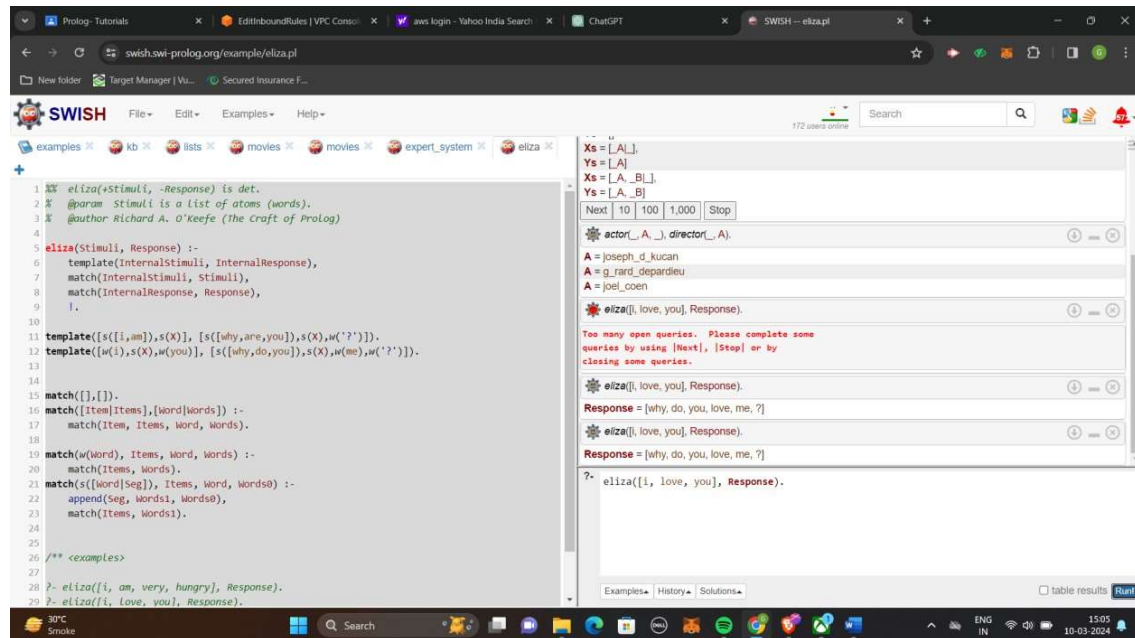 Prolog- Tutorials
EditInboundRules | VPC Consol
aws login - Yahoo India Search
ChatGPT
SWISH -- eliza.pl
swish.swi-prolog.org/example/eliza.pl
New folder
Target Manager | Vu...
Secured Insurance F...
SWISH
File
Edit
Examples
Help
172 users online
Search
examples
kb
lists
movies
movies
expert_system
eliza
1 %% eliza(+Stimuli, -Response) is det.
2 % @param Stimuli is a list of atoms (words).
3 % @author Richard A. O'Keefe (The Craft of Prolog)
4
5 eliza(Stimuli, Response) :-
6 template(InternalStimuli, InternalResponse),
7 match(InternalStimuli, Stimuli),
8 match(InternalResponse, Response),
9 !.
10
11 template([s([i,am]),s(X)], [s([why,are,you]),s(X),w('?')]).
12 template([w(i),s(X),w(you)], [s([why,do,you]),s(X),w(me),w('?')]).
13
14
15 match([],[]).
16 match([Item|Items],[Word|Words]) :-
17 match(Item, Items, Word, Words).
18
19 match(w(Word), Items, Word, Words) :-
20 match(Items, Words).
21 match(s([Word|Seg]), Items, Word, Words0) :-
22 append(Seg, Words1, Words0),
23 match(Items, Words1).
24
25
26 /** <examples>
27
28 ?- eliza([i, am, very, hungry], Response).
29 ?- eliza([i, love, you], Response).
Xs = [_A|_],
Ys = [_A]
Xs = [_A, _B|_],
Ys = [_A, _B]
Next 10 100 1,000 Stop
actor(_, A, _), director(_, A).
A = joseph_d_kucan
A = g_rard_depardieu
A = joel_coen
eliza([i, love, you], Response).
Too many open queries. Please complete some
queries by using |Next|, |Stop| or by
closing some queries.
eliza([i, love, you], Response).
Response = [why, do, you, love, me, ?]
eliza([i, love, you], Response).
Response = [why, do, you, love, me, ?]
?- eliza([i, love, you], Response).
Examples History Solutions
table results Run!
30°C
Smoke
Search
ENG
IN
15:05
10-03-2024